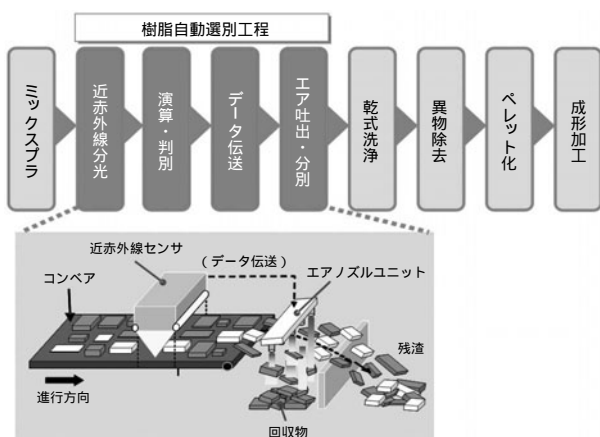 樹脂自動選別工程
ミックスプラ
近赤外線分光
演算・判別
データ伝送
エア吐出・分別
乾式洗浄
異物除去
ペレット化
成形加工
近赤外線センサ
(データ伝送)
エアノズルユニット
コンベア
残渣
進行方向
回収物